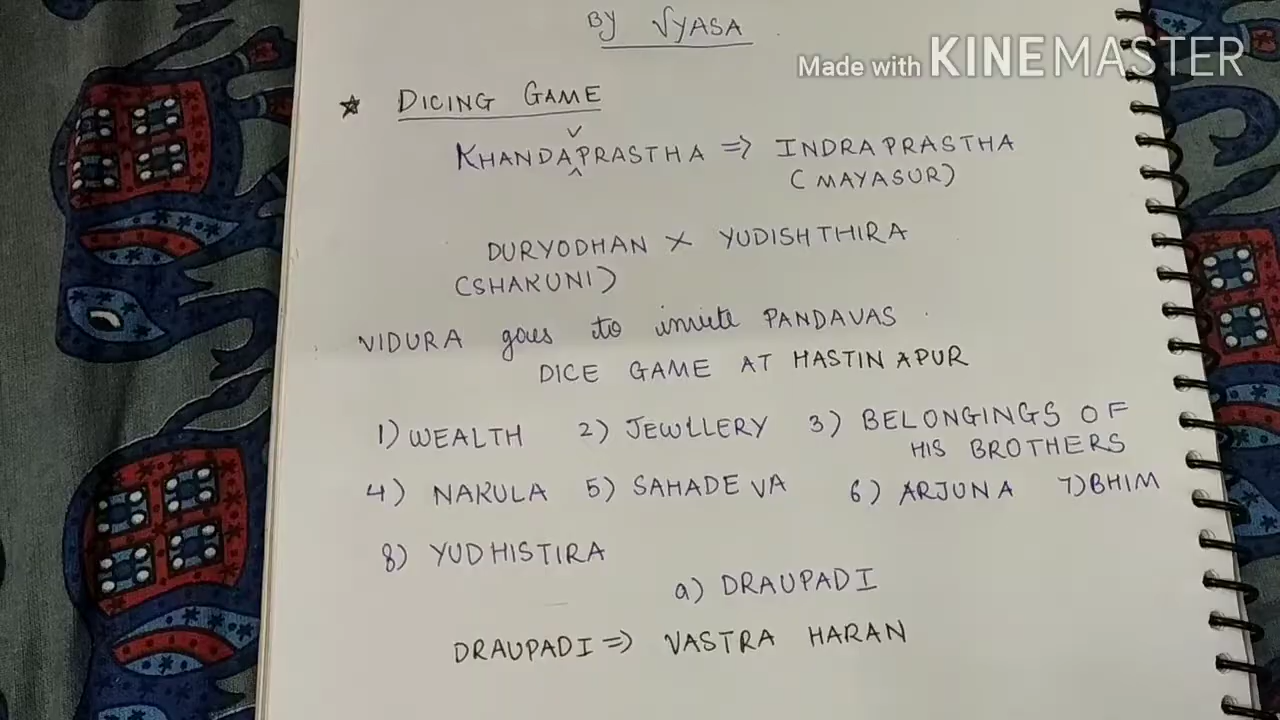 BY VYASA
Made with KINEMASTER
DICING GAME
KHANDAPRASTHA => INDRAPRASTHA
(MAYASUR)
DURYODHAN X YUDISHTHIRA
(SHAKUNI)
VIDURA goes to invite PANDAVAS
DICE GAME AT HASTINAPUR
1) WEALTH 2) JEWLLERY 3) BELONGINGS OF
HIS BROTHERS
4) NAKULA 5) SAHADEVA 6) ARJUNA 7) BHIM
8) YUDHISTIRA
9) DRAUPADI
DRAUPADI => VASTRA HARAN